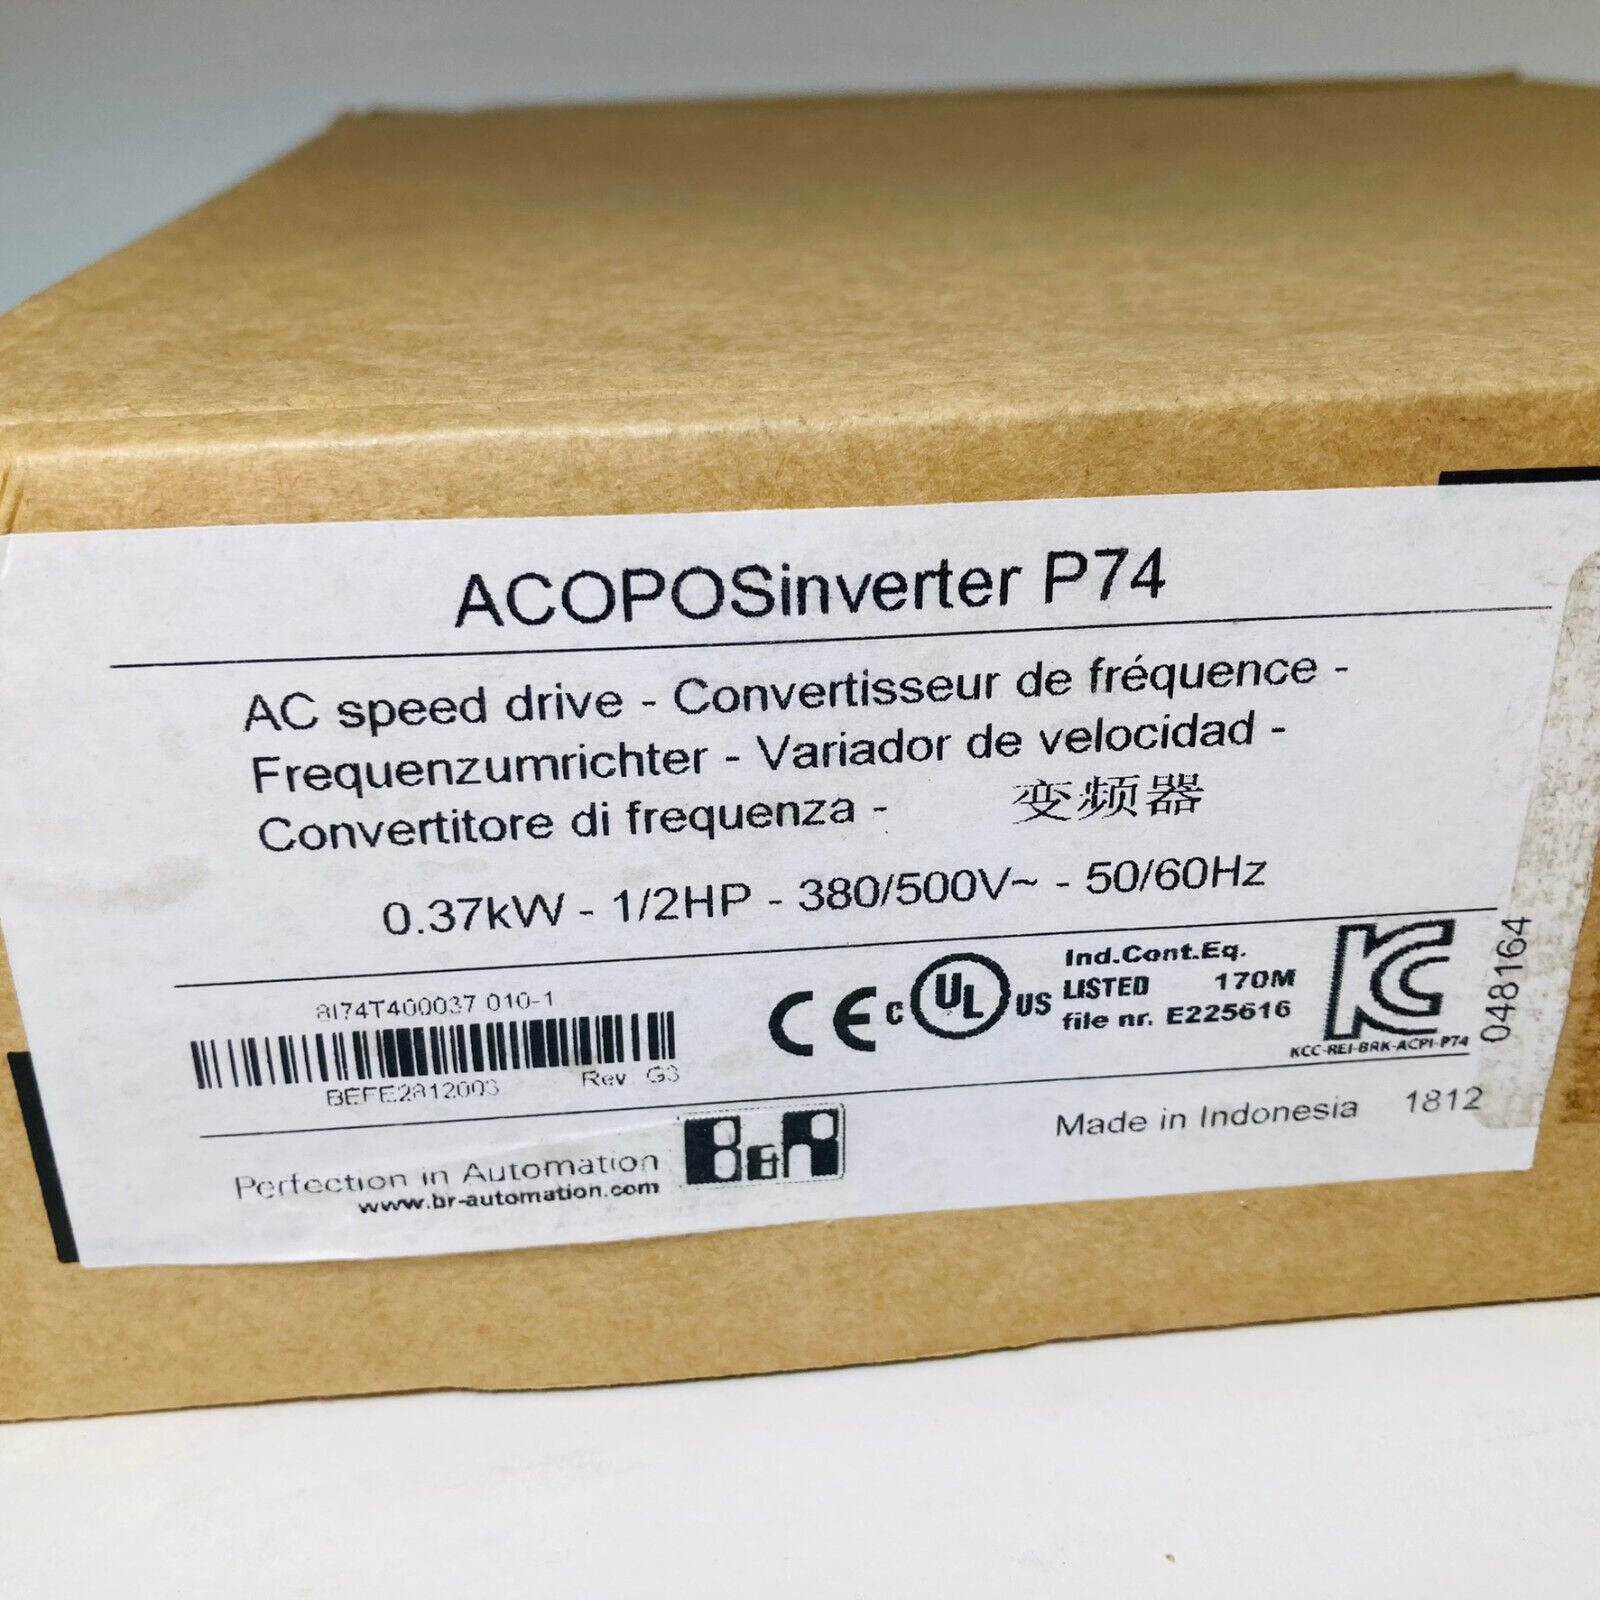 ACOPOSinverter P74
AC speed drive - Convertisseur de fréquence -
Frequenzumrichter - Variador de velocidad -
Convertitore di frequenza - 变频器
0.37kW - 1/2HP - 380/500V~ - 50/60Hz
8I74T400037 010-1
BEFE2812003 Rev G3
CE
C UL US
Ind.Cont.Eq.
LISTED 170M
file nr. E225616
KC
KCC-REI-BRK-ACPI-P74
048164
Perfection in Automation
www.br-automation.com
B&R
Made in Indonesia 1812